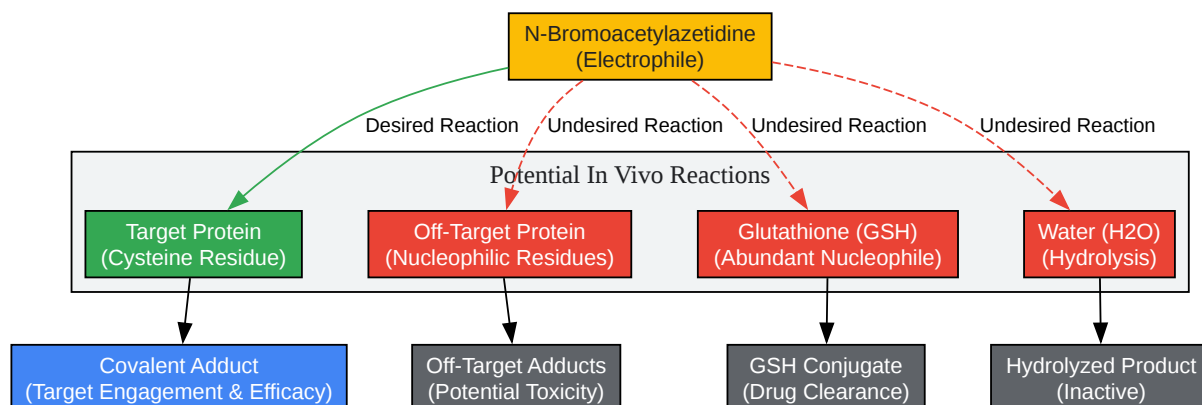 N-Bromoacetylazetidine
(Electrophile)
Desired Reaction
Undesired Reaction
Undesired Reaction
Undesired Reaction
Potential In Vivo Reactions
Target Protein
(Cysteine Residue)
Off-Target Protein
(Nucleophilic Residues)
Glutathione (GSH)
(Abundant Nucleophile)
Water (H2O)
(Hydrolysis)
Covalent Adduct
(Target Engagement & Efficacy)
Off-Target Adducts
(Potential Toxicity)
GSH Conjugate
(Drug Clearance)
Hydrolyzed Product
(Inactive)